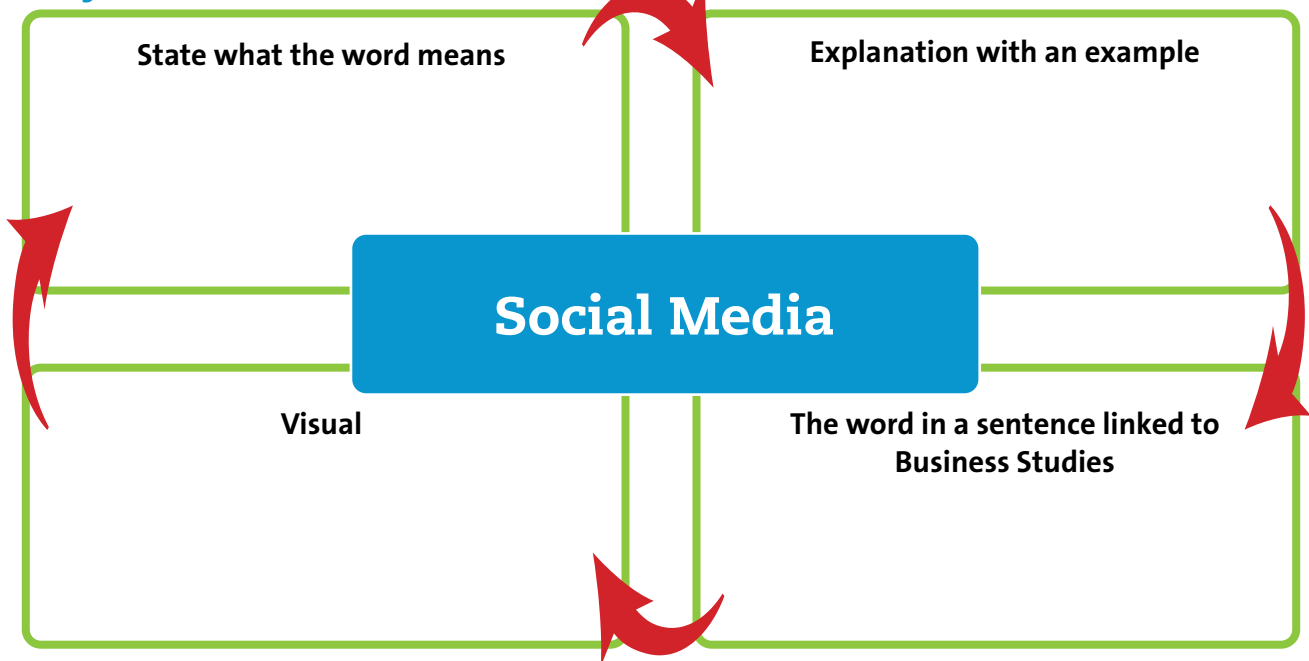 State what the word means
Explanation with an example
Social Media
Visual
The word in a sentence linked to
Business Studies